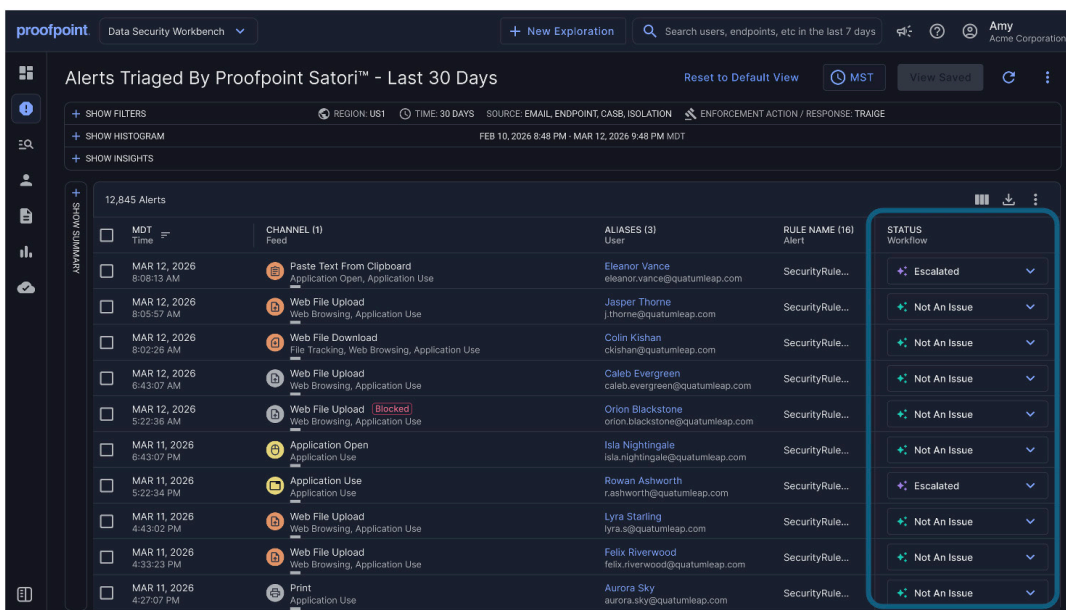 proofpoint. Data Security Workbench + New Exploration Search users, endpoints, etc in the last 7 days Amy
Acme Corporation
Alerts Triaged By Proofpoint Satori™ - Last 30 Days Reset to Default View MST View Saved
+ SHOW FILTERS REGION: US1 TIME: 30 DAYS SOURCE: EMAIL, ENDPOINT, CASB, ISOLATION ENFORCEMENT ACTION / RESPONSE: TRAIGE
+ SHOW HISTOGRAM FEB 10, 2026 8:48 PM - MAR 12, 2026 9:48 PM MDT
+ SHOW INSIGHTS
+ SHOW SUMMARY
12,845 Alerts
MDT CHANNEL (1) ALIASES (3) RULE NAME (16) STATUS
Time Feed User Alert Workflow
MAR 12, 2026 Paste Text From Clipboard Eleanor Vance SecurityRule... Escalated
8:08:13 AM Application Open, Application Use eleanor.vance@quatumleap.com
MAR 12, 2026 Web File Upload Jasper Thorne SecurityRule... Not An Issue
8:05:57 AM Web Browsing, Application Use j.thorne@quatumleap.com
MAR 12, 2026 Web File Download Colin Kishan SecurityRule... Not An Issue
8:02:26 AM File Tracking, Web Browsing, Application Use ckishan@quatumleap.com
MAR 12, 2026 Web File Upload Caleb Evergreen SecurityRule... Not An Issue
6:43:07 AM Web Browsing, Application Use caleb.evergreen@quatumleap.com
MAR 12, 2026 Web File Upload Blocked Orion Blackstone SecurityRule... Not An Issue
5:22:36 AM Web Browsing, Application Use orion.blackstone@quatumleap.com
MAR 11, 2026 Application Open Isla Nightingale SecurityRule... Not An Issue
6:43:07 PM Application Use isla.nightingale@quatumleap.com
MAR 11, 2026 Application Use Rowan Ashworth SecurityRule... Escalated
5:22:34 PM Application Use r.ashworth@quatumleap.com
MAR 11, 2026 Web File Upload Lyra Starling SecurityRule... Not An Issue
4:43:02 PM Web Browsing, Application Use lyra.s@quatumleap.com
MAR 11, 2026 Web File Upload Felix Riverwood SecurityRule... Not An Issue
4:33:23 PM Web Browsing, Application Use felix.riverwood@quatumleap.com
MAR 11, 2026 Print Aurora Sky SecurityRule... Not An Issue
4:27:07 PM Application Use aurora.sky@quatumleap.com